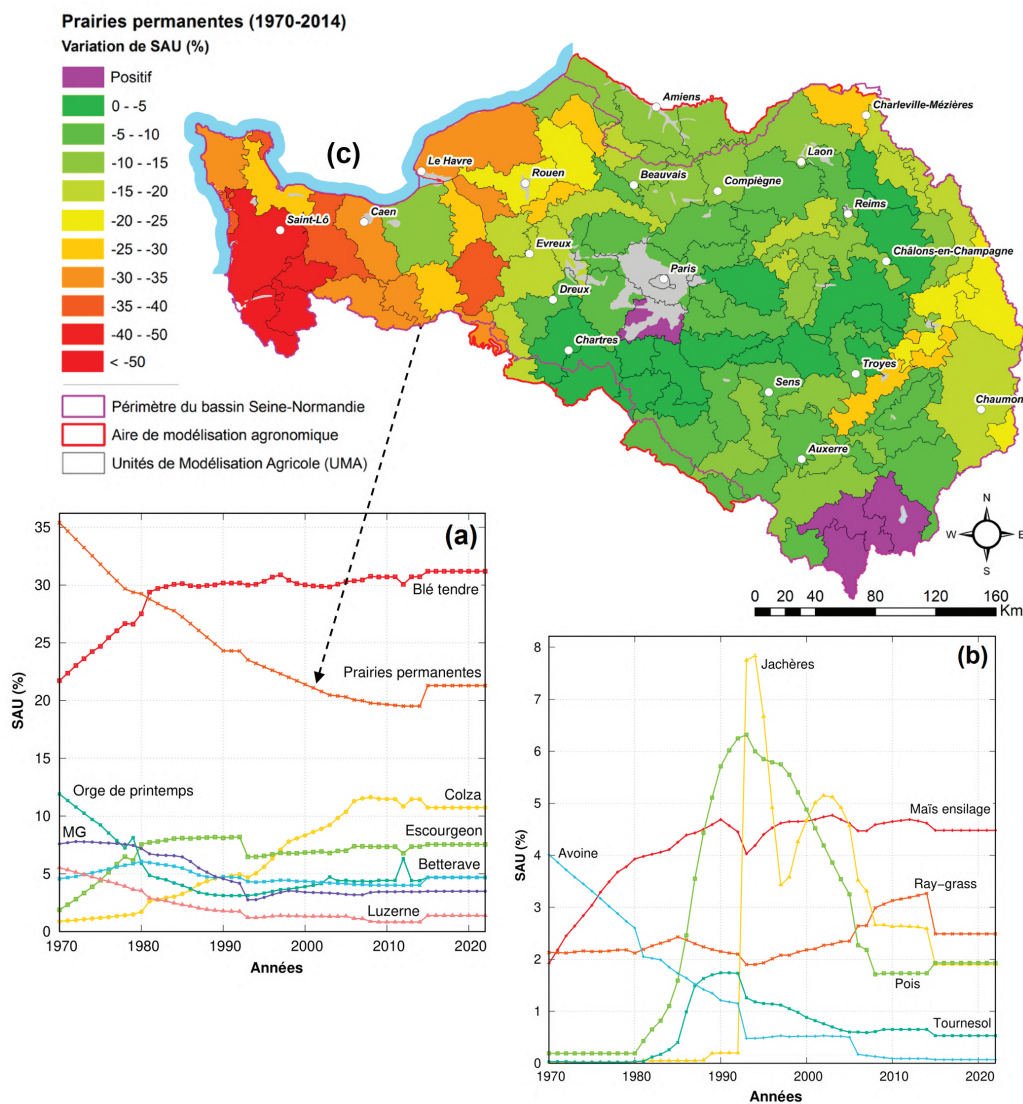 Prairies permanentes (1970-2014)
Variation de SAU (%)
Positif
0 - -5
-5 - -10
-10 - -15
-15 - -20
-20 - -25
-25 - -30
-30 - -35
-35 - -40
-40 - -50
< -50
Périmètre du bassin Seine-Normandie
Aire de modélisation agronomique
Unités de Modélisation Agricole (UMA)
(c)
Amiens
Charleville-Mézières
Le Havre
Rouen
Beauvais
Compiègne
Laon
Reims
Saint-Lô
Caen
Evreux
Paris
Châlons-en-Champagne
Dreux
Chartres
Sens
Troyes
Chaumon
Auxerre
N
W E
S
0 10 20 40 80 120 160
Km
(a)
SAU (%)
35
30
25
20
15
10
5
0
Blé tendre
Prairies permanentes
Orge de printemps
MG
Colza
Escourgeon
Betterave
Luzerne
1970 1980 1990 2000 2010 2020
Années
(b)
SAU (%)
8
7
6
5
4
3
2
1
0
Jachères
Maïs ensilage
Avoine
Ray-grass
Pois
Tournesol
1970 1980 1990 2000 2010 2020
Années